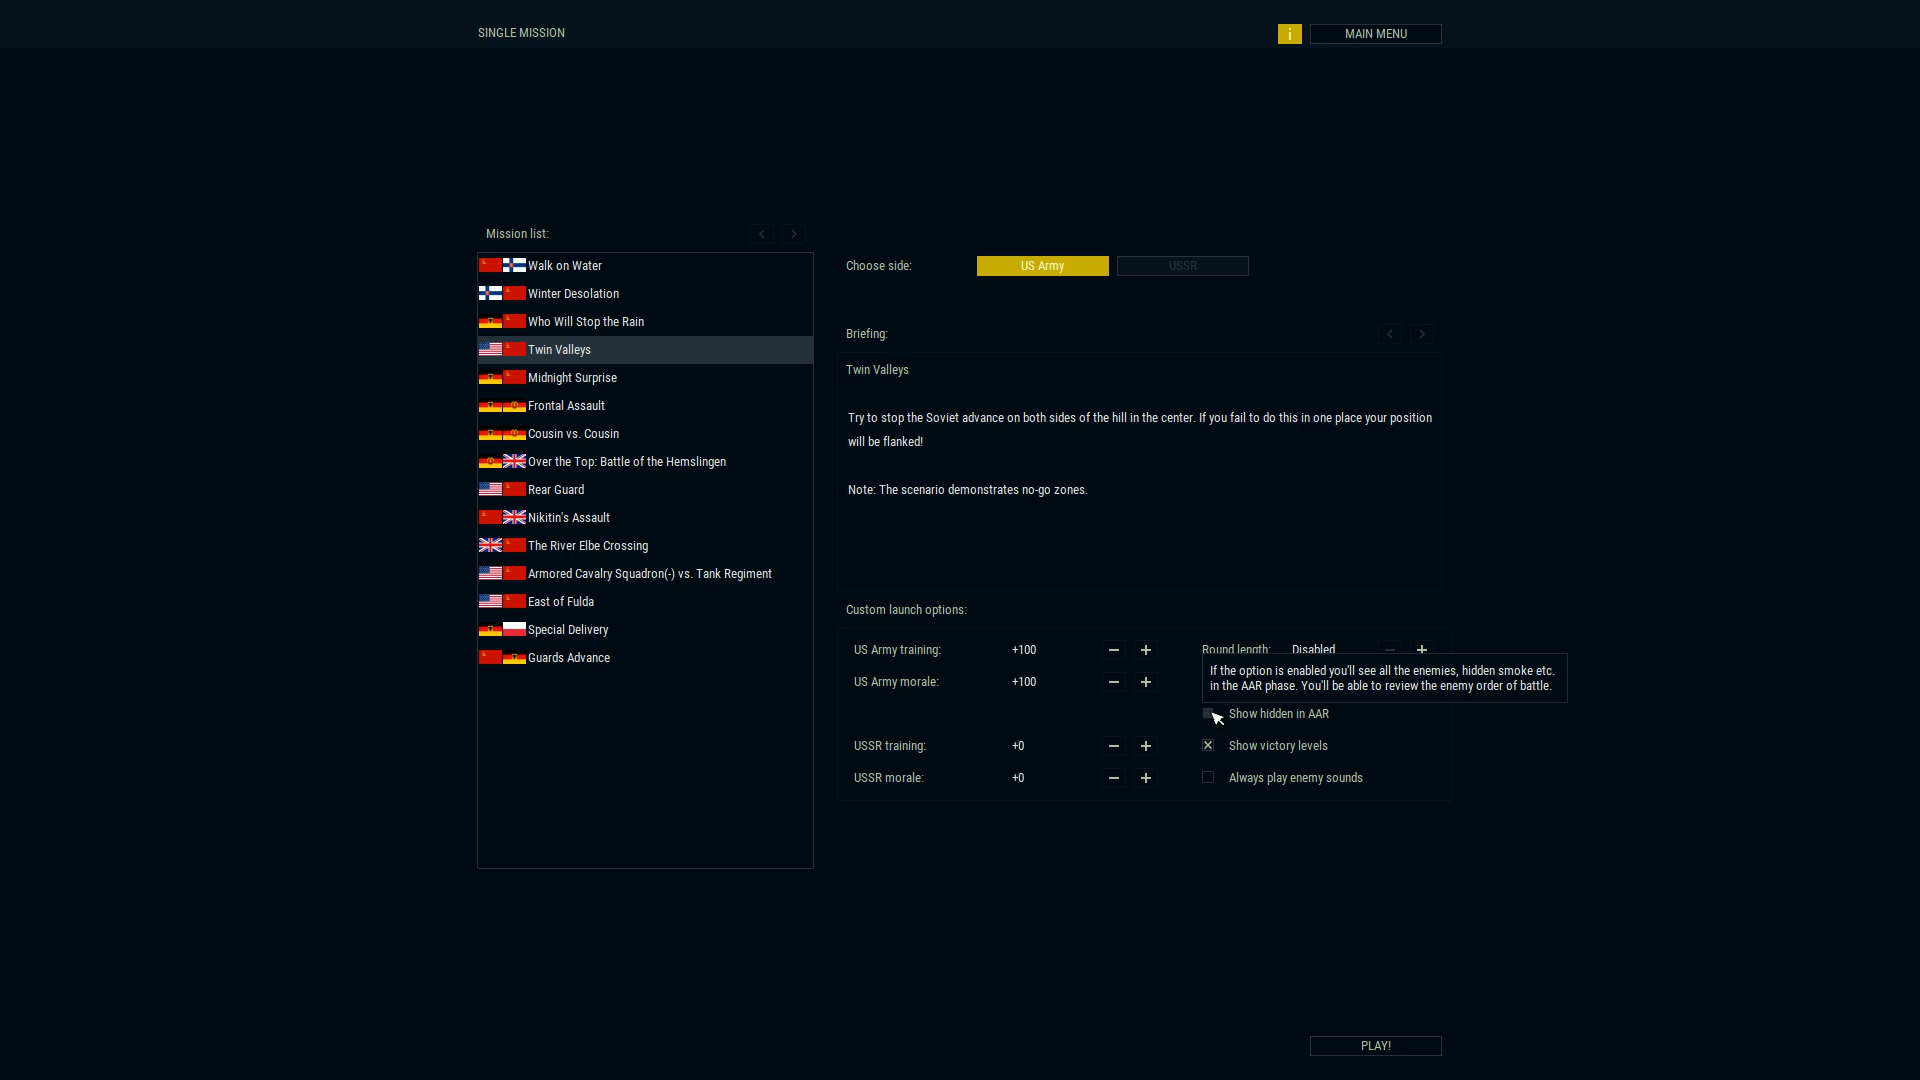 SINGLE MISSION
i
MAIN MENU
Mission list:
Walk on Water
Winter Desolation
Who Will Stop the Rain
Twin Valleys
Midnight Surprise
Frontal Assault
Cousin vs. Cousin
Over the Top: Battle of the Hemslingen
Rear Guard
Nikitin's Assault
The River Elbe Crossing
Armored Cavalry Squadron(-) vs. Tank Regiment
East of Fulda
Special Delivery
Guards Advance
Choose side:
US Army
USSR
Briefing:
Twin Valleys
Try to stop the Soviet advance on both sides of the hill in the center. If you fail to do this in one place your position
will be flanked!
Note: The scenario demonstrates no-go zones.
Custom launch options:
US Army training: +100
US Army morale: +100
USSR training: +0
USSR morale: +0
Round length: Disabled
If the option is enabled you'll see all the enemies, hidden smoke etc.
in the AAR phase. You'll be able to review the enemy order of battle.
Show hidden in AAR
Show victory levels
Always play enemy sounds
PLAY!